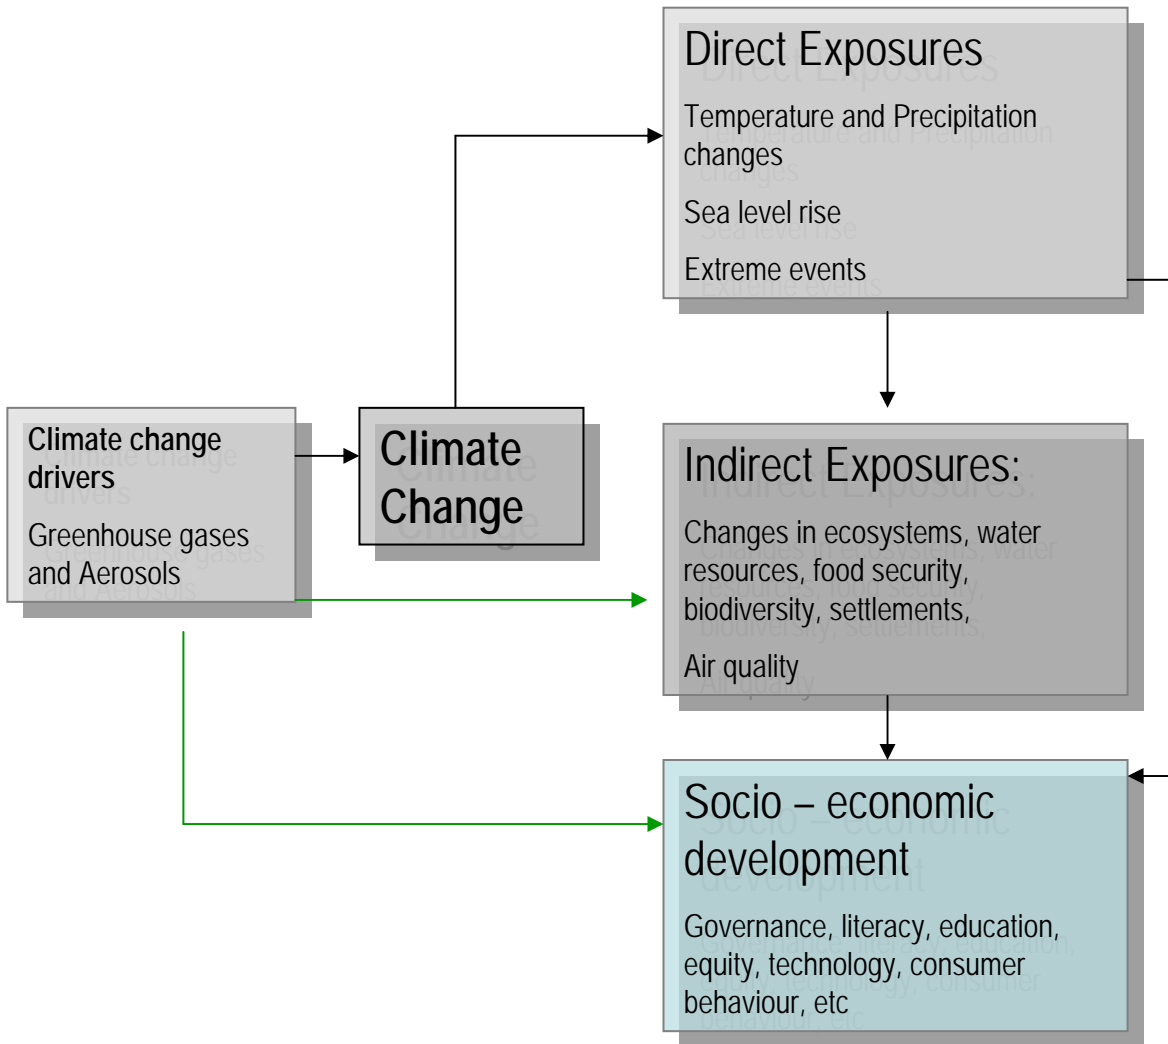 Direct Exposures
Temperature and Precipitation
changes
Sea level rise
Extreme events
Climate change
drivers
Greenhouse gases
and Aerosols
Climate
Change
Indirect Exposures:
Changes in ecosystems, water
resources, food security,
biodiversity, settlements,
Air quality
Socio – economic
development
Governance, literacy, education,
equity, technology, consumer
behaviour, etc